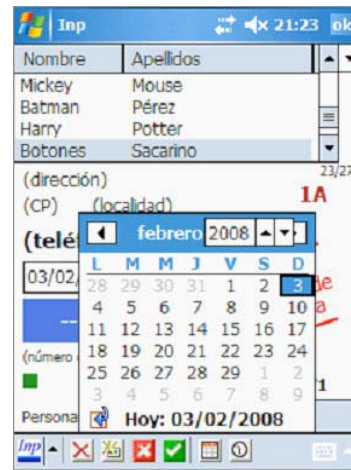 Inp 21:23 ok
Nombre Apellidos
Mickey Mouse
Batman Pérez
Harry Potter
Botones Sacarino
(dirección) 23/27
(CP) (localidad) 1A
(telé
febrero 2008
03/02/
L M M J V S D
28 29 30 31 1 2 3
4 5 6 7 8 9 10
11 12 13 14 15 16 17
18 19 20 21 22 23 24
25 26 27 28 29 1 2
3 4 5 6 7 8 9
(número
Persona
Hoy: 03/02/2008
Inp